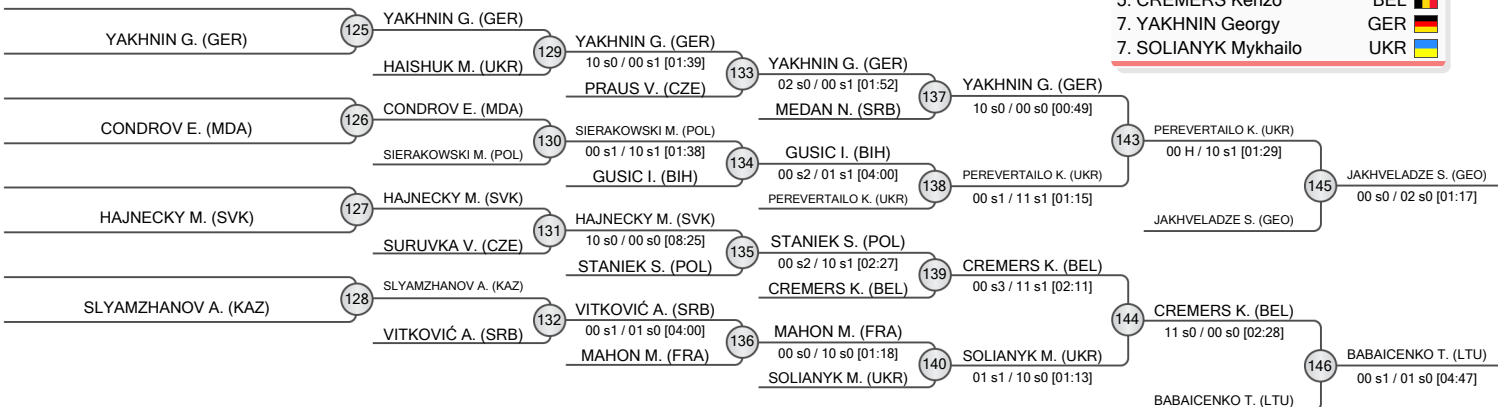 5. CREMERS Kenzo BEL
7. YAKHNIN Georgy GER
7. SOLIANYK Mykhailo UKR
YAKHNIN G. (GER)
CONDROV E. (MDA)
HAJNECKY M. (SVK)
SLYAMZHANOV A. (KAZ)
125
126
127
128
YAKHNIN G. (GER)
HAISHUK M. (UKR)
CONDROV E. (MDA)
SIERAKOWSKI M. (POL)
HAJNECKY M. (SVK)
SURUVKA V. (CZE)
SLYAMZHANOV A. (KAZ)
VITKOVIĆ A. (SRB)
129
130
131
132
YAKHNIN G. (GER)
10 s0 / 00 s1 [01:39]
PRAUS V. (CZE)
SIERAKOWSKI M. (POL)
00 s1 / 10 s1 [01:38]
GUSIC I. (BIH)
HAJNECKY M. (SVK)
10 s0 / 00 s0 [08:25]
STANIEK S. (POL)
VITKOVIĆ A. (SRB)
00 s1 / 01 s0 [04:00]
MAHON M. (FRA)
133
134
135
136
YAKHNIN G. (GER)
02 s0 / 00 s1 [01:52]
MEDAN N. (SRB)
GUSIC I. (BIH)
00 s2 / 01 s1 [04:00]
PEREVERTAILO K. (UKR)
STANIEK S. (POL)
00 s2 / 10 s1 [02:27]
CREMERS K. (BEL)
MAHON M. (FRA)
00 s0 / 10 s0 [01:18]
SOLIANYK M. (UKR)
137
138
139
140
YAKHNIN G. (GER)
10 s0 / 00 s0 [00:49]
PEREVERTAILO K. (UKR)
00 s1 / 11 s1 [01:15]
CREMERS K. (BEL)
00 s3 / 11 s1 [02:11]
SOLIANYK M. (UKR)
01 s1 / 10 s0 [01:13]
143
144
PEREVERTAILO K. (UKR)
00 H / 10 s1 [01:29]
JAKHVELADZE S. (GEO)
CREMERS K. (BEL)
11 s0 / 00 s0 [02:28]
BABAICENKO T. (LTU)
145
146
JAKHVELADZE S. (GEO)
00 s0 / 02 s0 [01:17]
BABAICENKO T. (LTU)
00 s1 / 01 s0 [04:47]